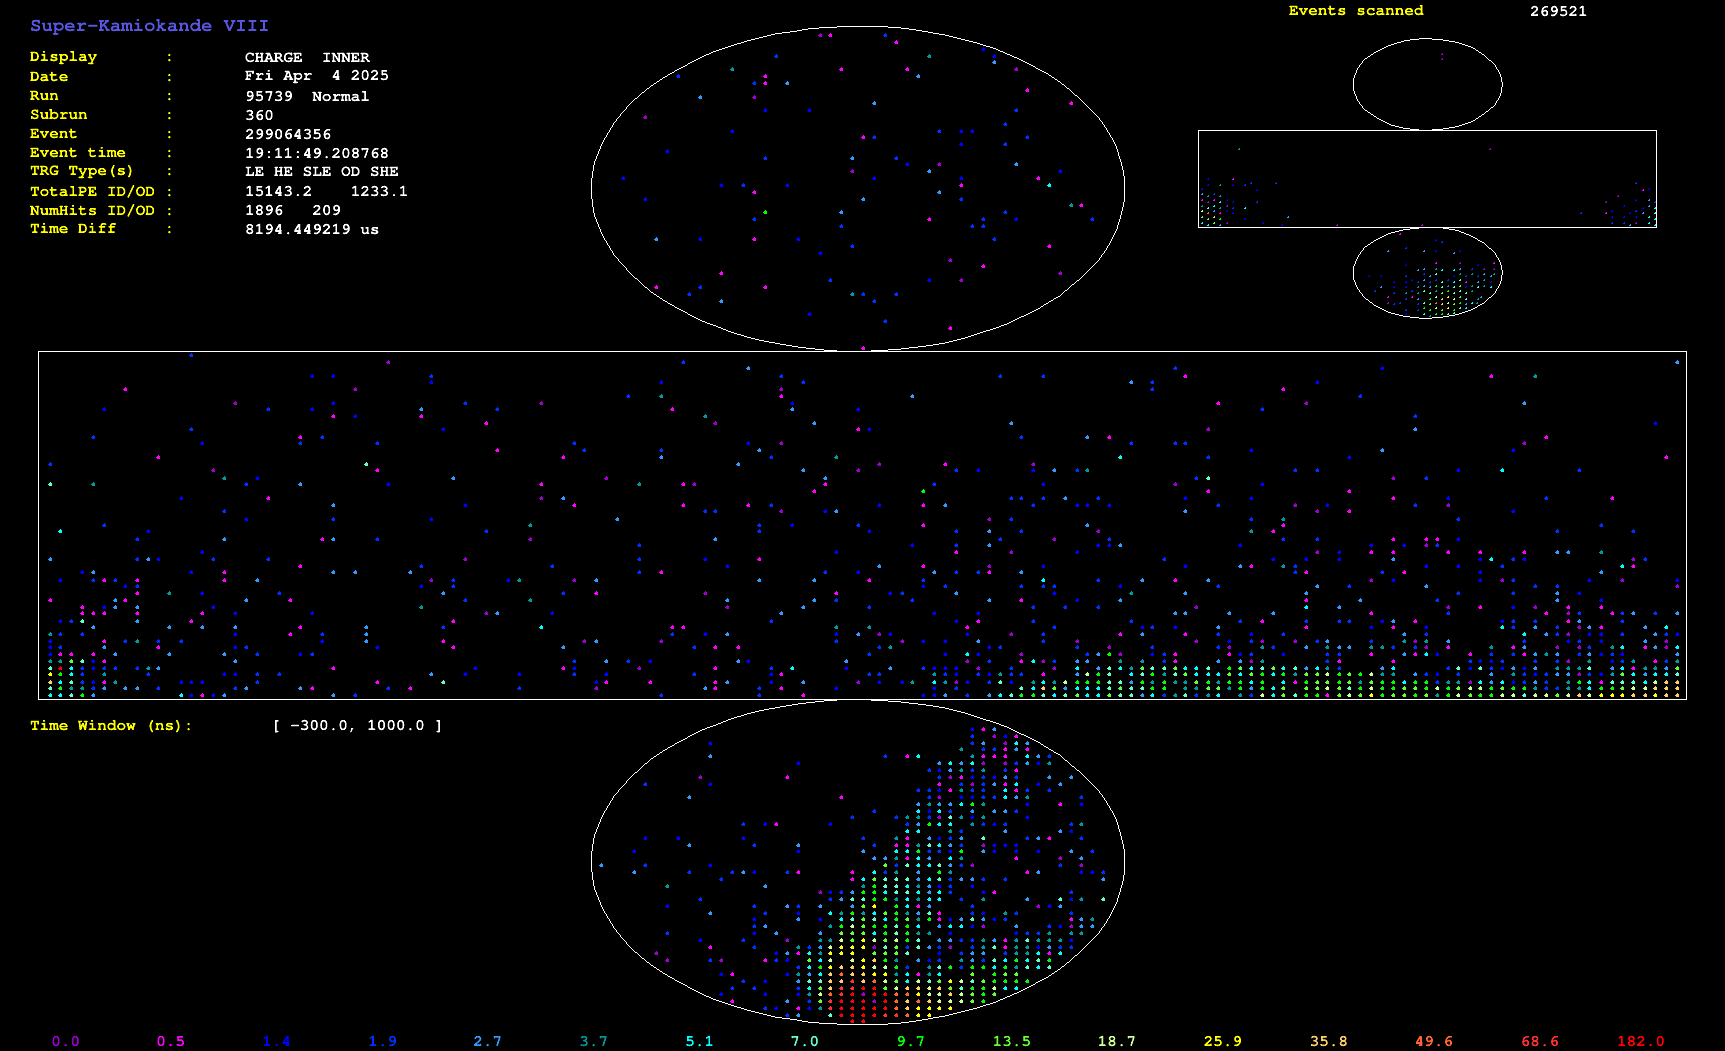 Super-Kamiokande VIII
Display : CHARGE INNER
Date : Fri Apr 4 2025
Run : 95739 Normal
Subrun : 360
Event : 299064356
Event time : 19:11:49.208768
TRG Type(s) : LE HE SLE OD SHE
TotalPE ID/OD : 15143.2 1233.1
NumHits ID/OD : 1896 209
Time Diff : 8194.449219 us
Events scanned 269521
Time Window (ns): [ -300.0, 1000.0 ]
0.0 0.5 1.4 1.9 2.7 3.7 5.1 7.0 9.7 13.5 18.7 25.9 35.8 49.6 68.6 182.0